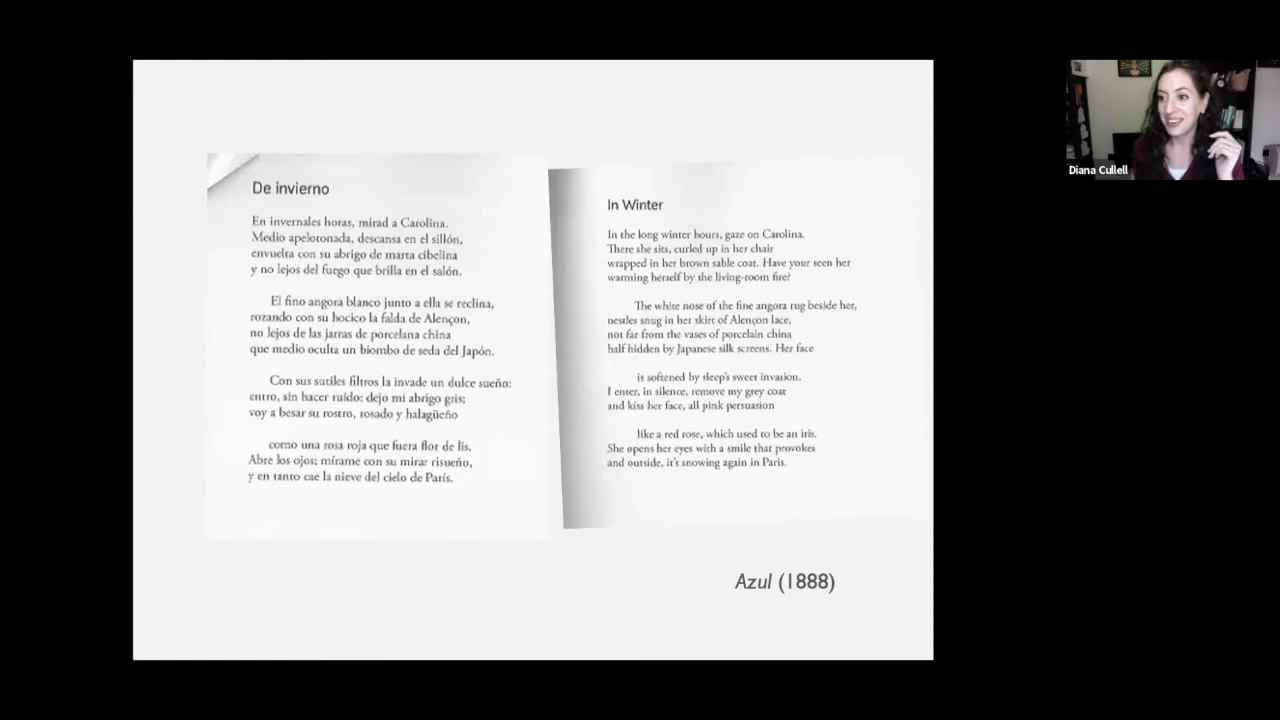 De invierno
En invernales horas, mirad a Carolina.
Medio apelotonada, descansa en el sillón,
envuelta con su abrigo de marta cibelina
y no lejos del fuego que brilla en el salón.
El fino angora blanco junto a ella se reclina,
rozando con su hocico la falda de Alençon,
no lejos de las jarras de porcelana china
que medio oculta un biombo de seda del Japón.
Con sus sutiles filtros la invade un dulce sueño:
entro, sin hacer ruido: dejo mi abrigo gris;
voy a besar su rostro, rosado y halagüeño
como una rosa roja que fuera flor de lis.
Abre los ojos; mírame con su mirar risueño,
y en tanto cae la nieve del cielo de París.
In Winter
In the long winter hours, gaze on Carolina.
There she sits, curled up in her chair
wrapped in her brown sable coat. Have your seen her
warming herself by the living-room fire?
The white nose of the fine angora rug beside her,
nestles snug in her skirt of Alençon lace,
not far from the vases of porcelain china
half hidden by Japanese silk screens. Her face
is softened by sleep's sweet invasion.
I enter, in silence, remove my grey coat
and kiss her face, all pink persuasion
like a red rose, which used to be an iris.
She opens her eyes with a smile that provokes
and outside, it's snowing again in Paris.
Azul (1888)
Diana Cullell